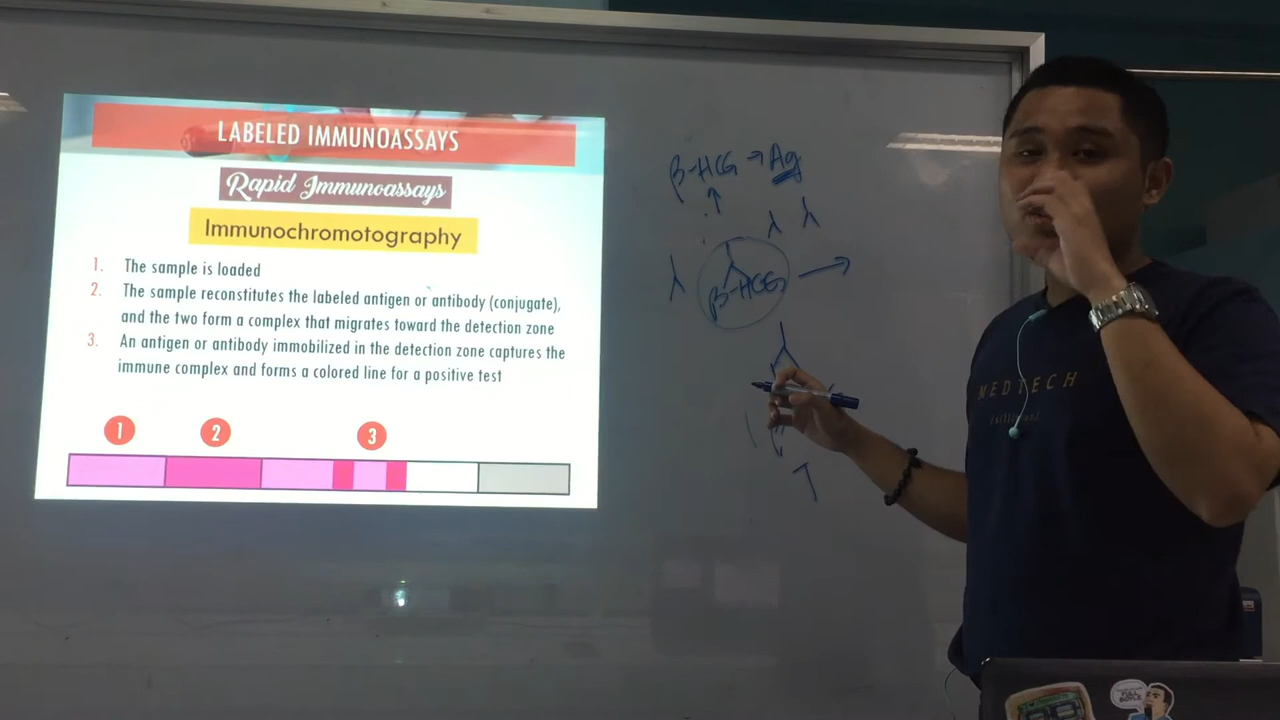 LABELED IMMUNOASSAYS
Rapid Immunoassays
Immunochromotography
1. The sample is loaded
2. The sample reconstitutes the labeled antigen or antibody (conjugate),
and the two form a complex that migrates toward the detection zone
3. An antigen or antibody immobilized in the detection zone captures the
immune complex and forms a colored line for a positive test
1 2 3
β-HCG → Ag
β-HCG
T
MEDTECH
FULL